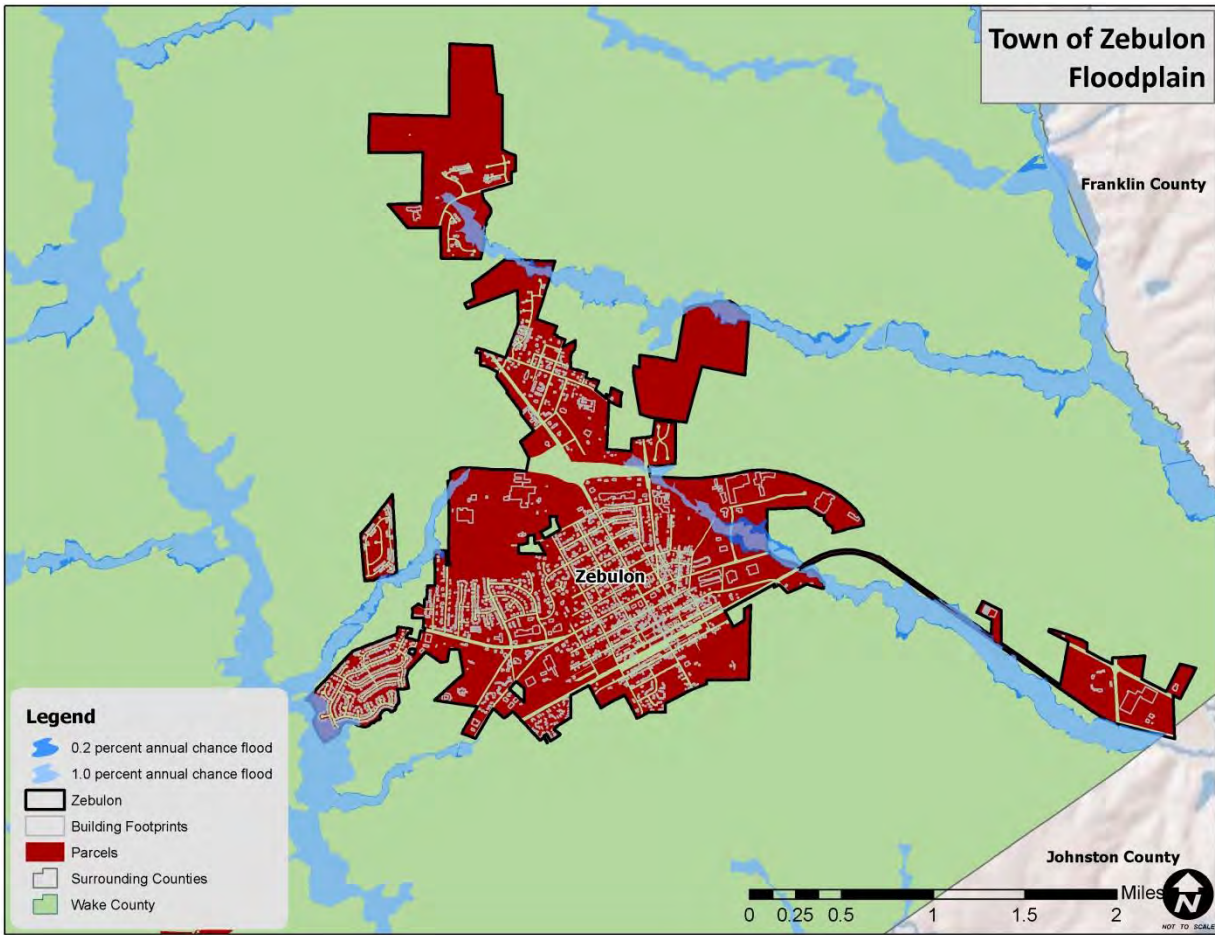 Town of Zebulon
Floodplain
Franklin County
Zebulon
Legend
0.2 percent annual chance flood
1.0 percent annual chance flood
Zebulon
Building Footprints
Parcels
Surrounding Counties
Wake County
Johnston County
Miles
0 0.25 0.5 1 1.5 2
N
NOT TO SCALE